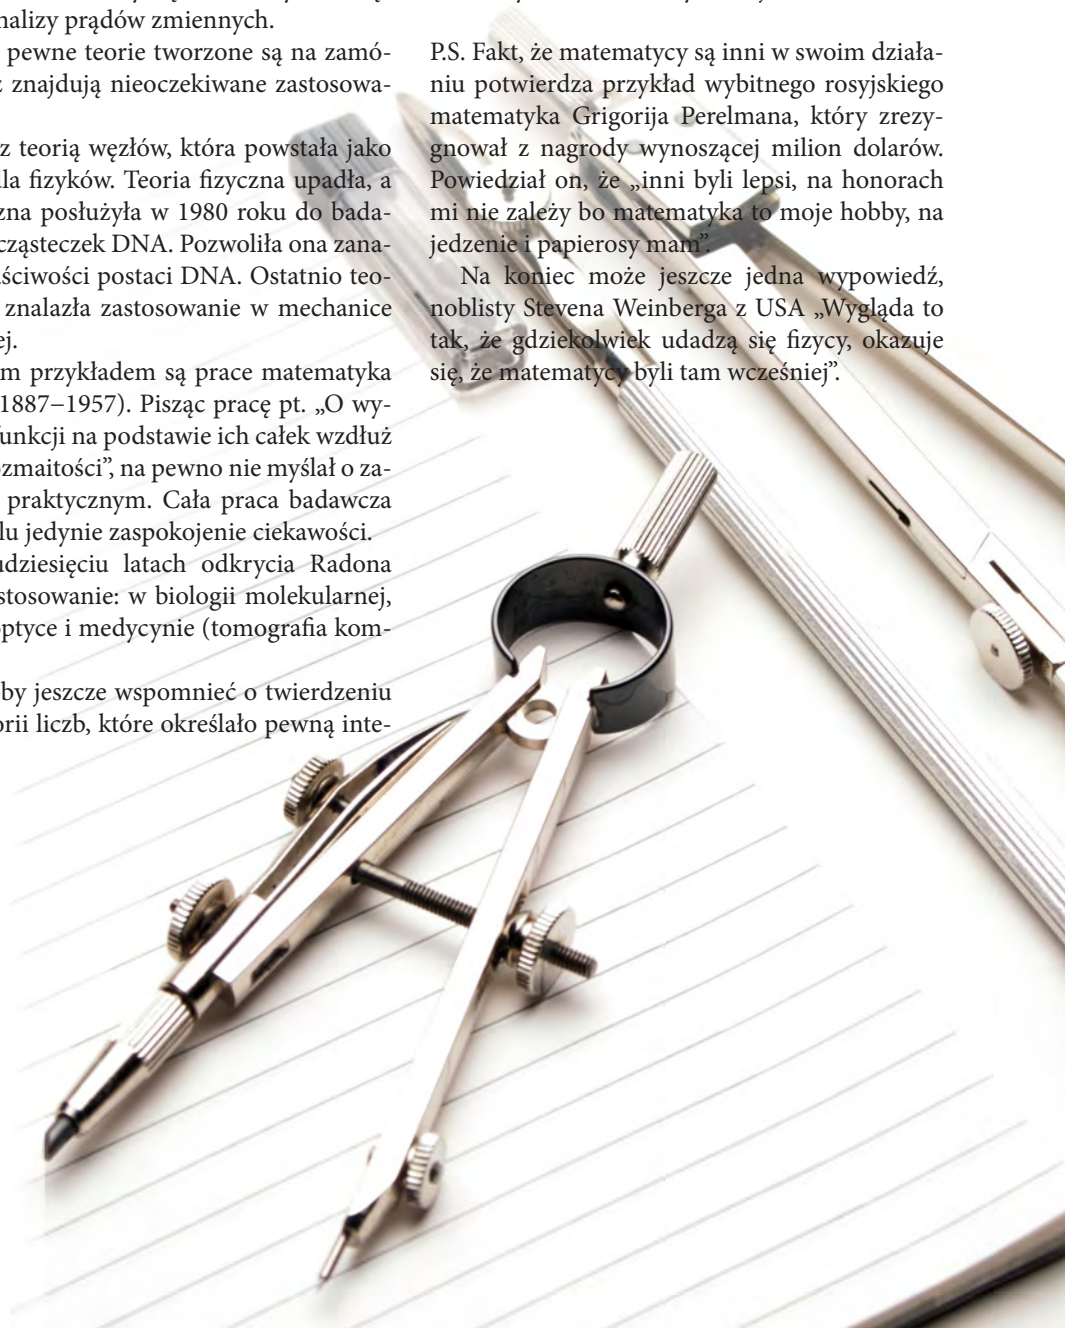 nalizy prądów zmiennych.
pewne teorie tworzone są na zamó-
znajdują nieoczekiwane zastosowa-
z teorią węzłów, która powstała jako
dla fizyków. Teoria fizyczna upadła, a
zna posłużyła w 1980 roku do bada-
cząsteczek DNA. Pozwoliła ona zana-
ściwości postaci DNA. Ostatnio teo-
znalazła zastosowanie w mechanice
ej.
m przykładem są prace matematyka
1887–1957). Pisząc pracę pt. „O wy-
funkcji na podstawie ich całek wzdłuż
ozmaitości”, na pewno nie myślał o za-
praktycznym. Cała praca badawcza
lu jedynie zaspokojenie ciekawości.
udziesięciu latach odkrycia Radona
stosowanie: w biologii molekularnej,
optyce i medycynie (tomografia kom-
by jeszcze wspomnieć o twierdzeniu
orii liczb, które określało pewną inte-
P.S. Fakt, że matematycy są inni w swoim działa-
niu potwierdza przykład wybitnego rosyjskiego
matematyka Grigorija Perelmana, który zrezy-
gnował z nagrody wynoszącej milion dolarów.
Powiedział on, że „inni byli lepsi, na honorach
mi nie zależy bo matematyka to moje hobby, na
jedzenie i papierosy mam”.
Na koniec może jeszcze jedna wypowiedź,
noblisty Stevena Weinberga z USA „Wygląda to
tak, że gdziekolwiek udadzą się fizycy, okazuje
się, że matematycy byli tam wcześniej”.